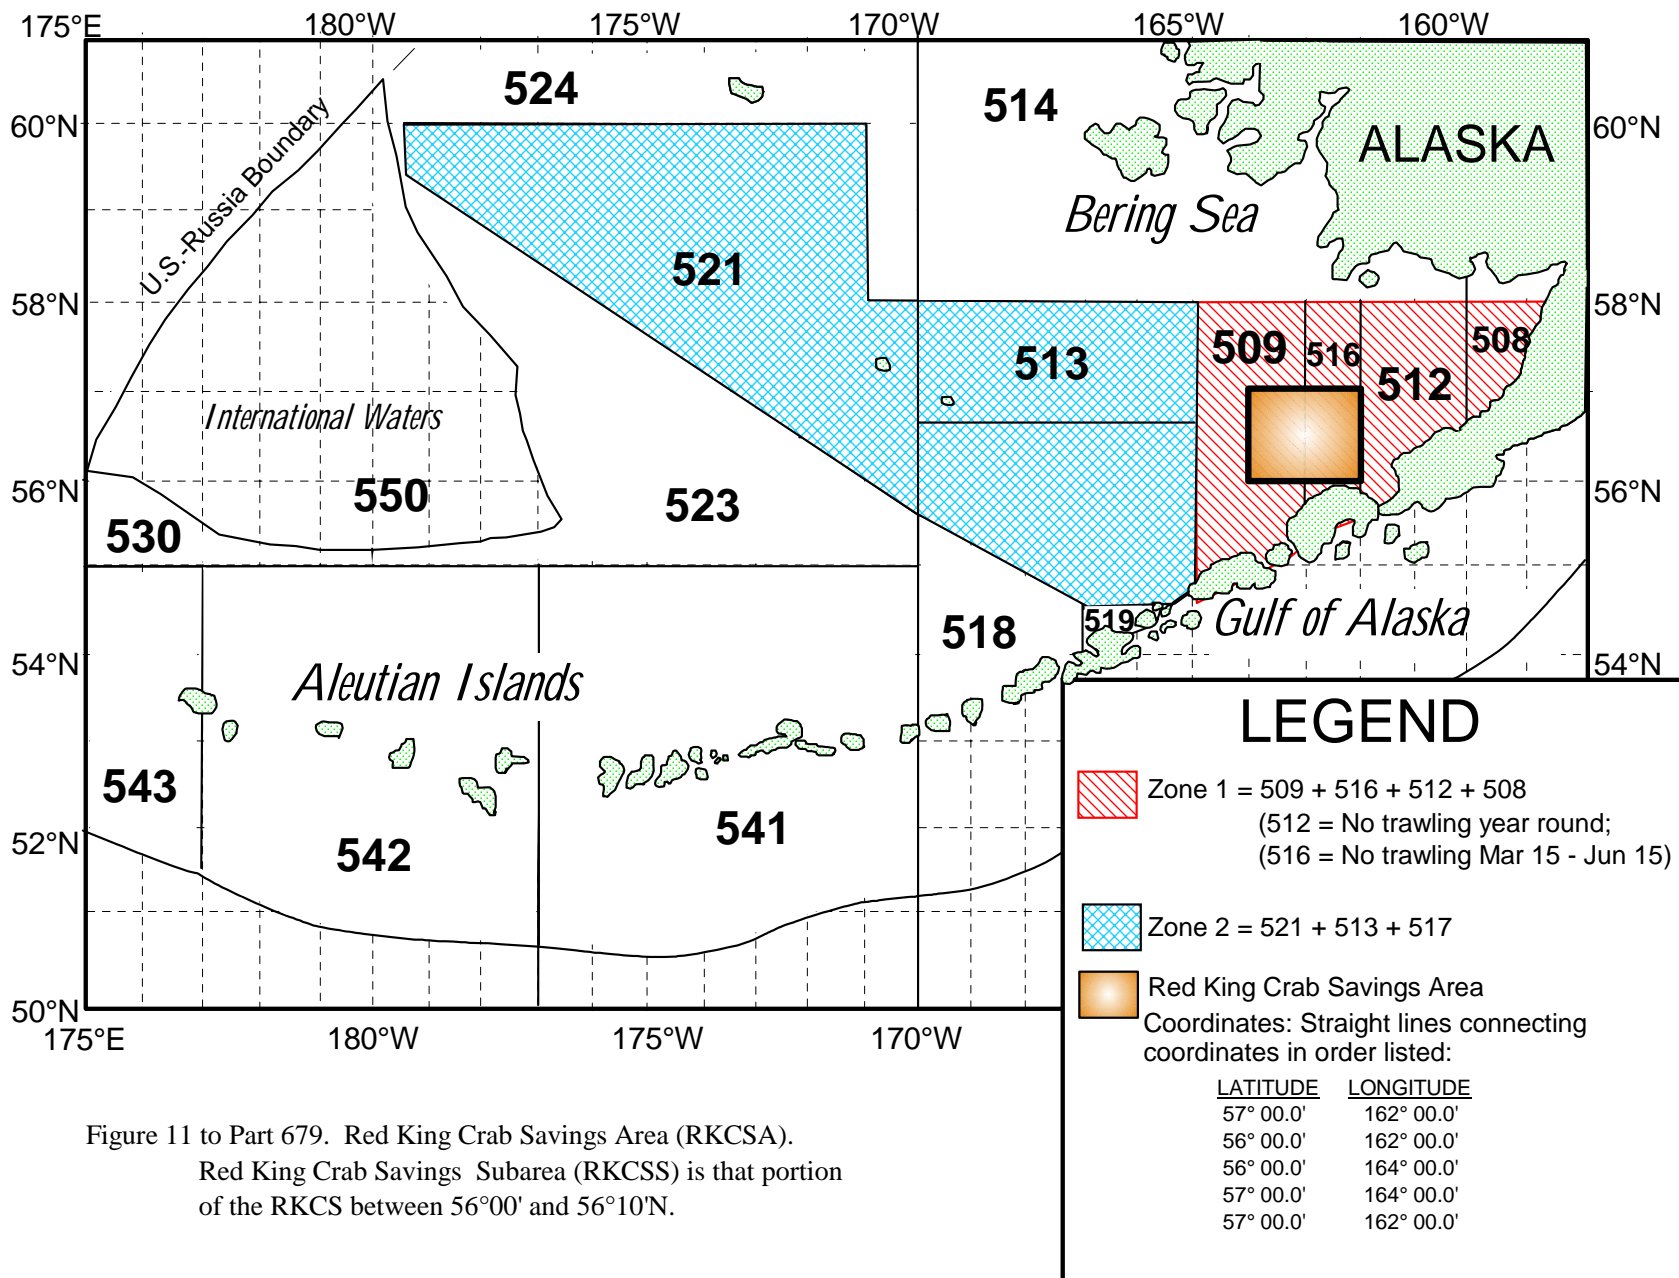 175°E 180°W 175°W 170°W 165°W 160°W
524
514
60°N
60°N
ALASKA
U.S.-Russia Boundary
Bering Sea
521
58°N
58°N
509
516
508
513
512
International Waters
56°N
56°N
550
523
530
518
519
Gulf of Alaska
54°N
54°N
Aleutian Islands
543
52°N
542
541
50°N
175°E 180°W 175°W 170°W
LEGEND
Zone 1 = 509 + 516 + 512 + 508
(512 = No trawling year round;
(516 = No trawling Mar 15 - Jun 15)
Zone 2 = 521 + 513 + 517
Red King Crab Savings Area
Coordinates: Straight lines connecting
coordinates in order listed:
LATITUDE LONGITUDE
57° 00.0' 162° 00.0'
56° 00.0' 162° 00.0'
56° 00.0' 164° 00.0'
57° 00.0' 164° 00.0'
57° 00.0' 162° 00.0'
Figure 11 to Part 679. Red King Crab Savings Area (RKCSA).
Red King Crab Savings Subarea (RKCSS) is that portion
of the RKCS between 56°00' and 56°10'N.